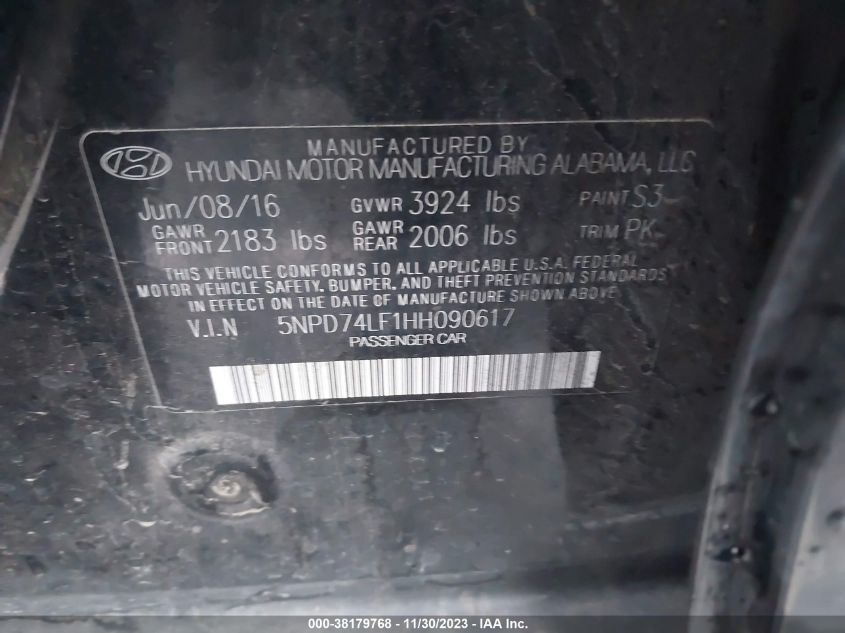 MANUFACTURED BY
HYUNDAI MOTOR MANUFACTURING ALABAMA, LLC
Jun/08/16 GVWR 3924 lbs PAINT S3
GAWR FRONT 2183 lbs GAWR REAR 2006 lbs TRIM PK
THIS VEHICLE CONFORMS TO ALL APPLICABLE U.S.A. FEDERAL
MOTOR VEHICLE SAFETY, BUMPER, AND THEFT PREVENTION STANDARDS
IN EFFECT ON THE DATE OF MANUFACTURE SHOWN ABOVE
V.I.N 5NPD74LF1HH090617
PASSENGER CAR
000-38179768 - 11/30/2023 - IAA Inc.